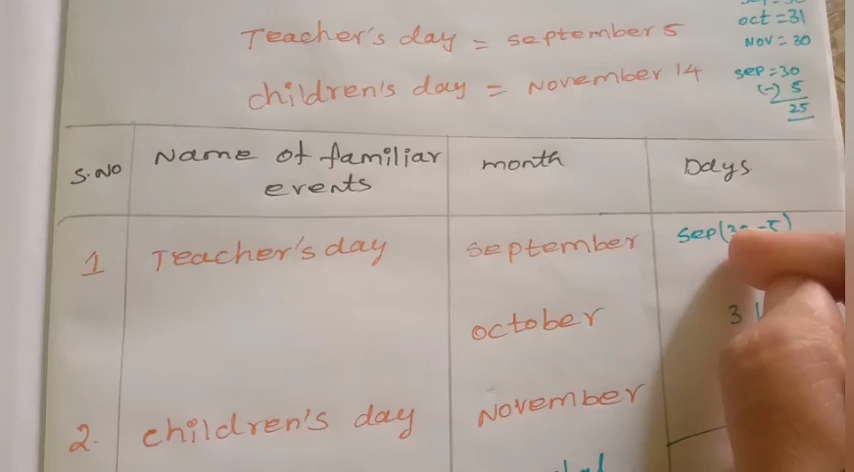 oct = 31
Teacher's day = september 5
Nov = 30
children's day = November 14
sep = 30
(-) 5
25
S.No Name of familiar events month Days
1 Teacher's day september
october
2. children's day November